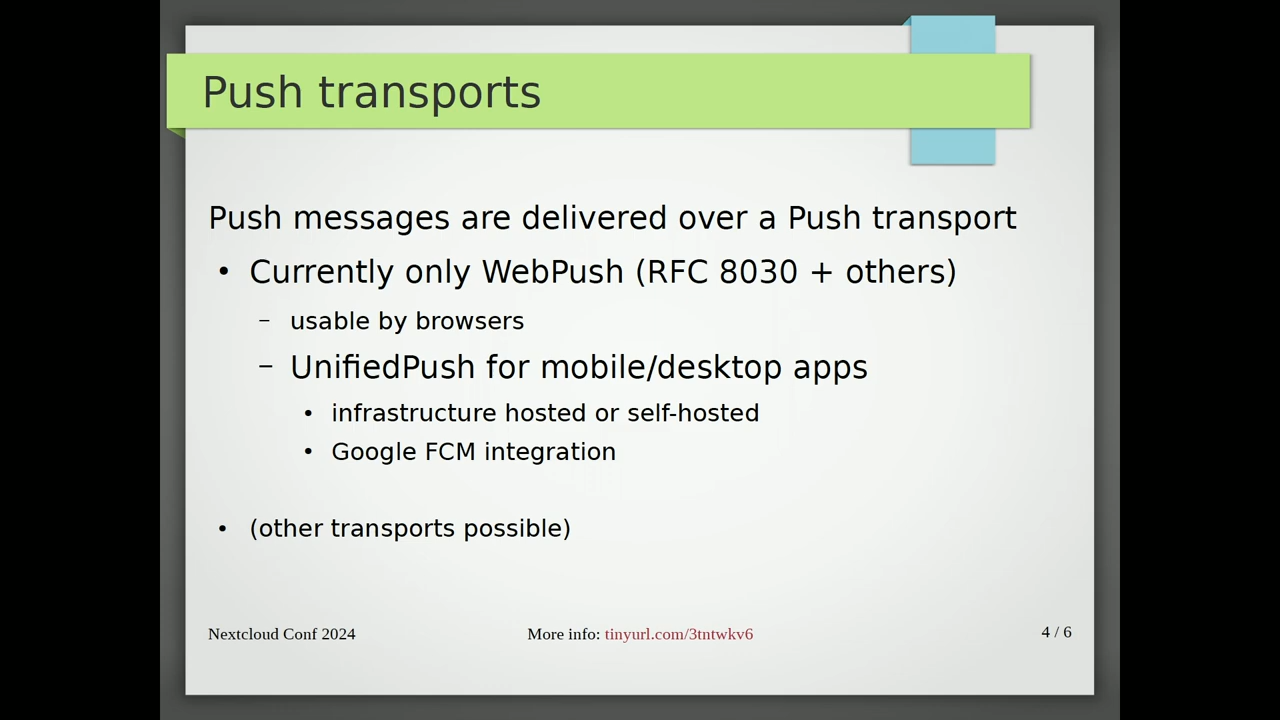 Push transports
Push messages are delivered over a Push transport
• Currently only WebPush (RFC 8030 + others)
– usable by browsers
– UnifiedPush for mobile/desktop apps
• infrastructure hosted or self-hosted
• Google FCM integration
• (other transports possible)
Nextcloud Conf 2024
More info: tinyurl.com/3tntwkv6
4 / 6